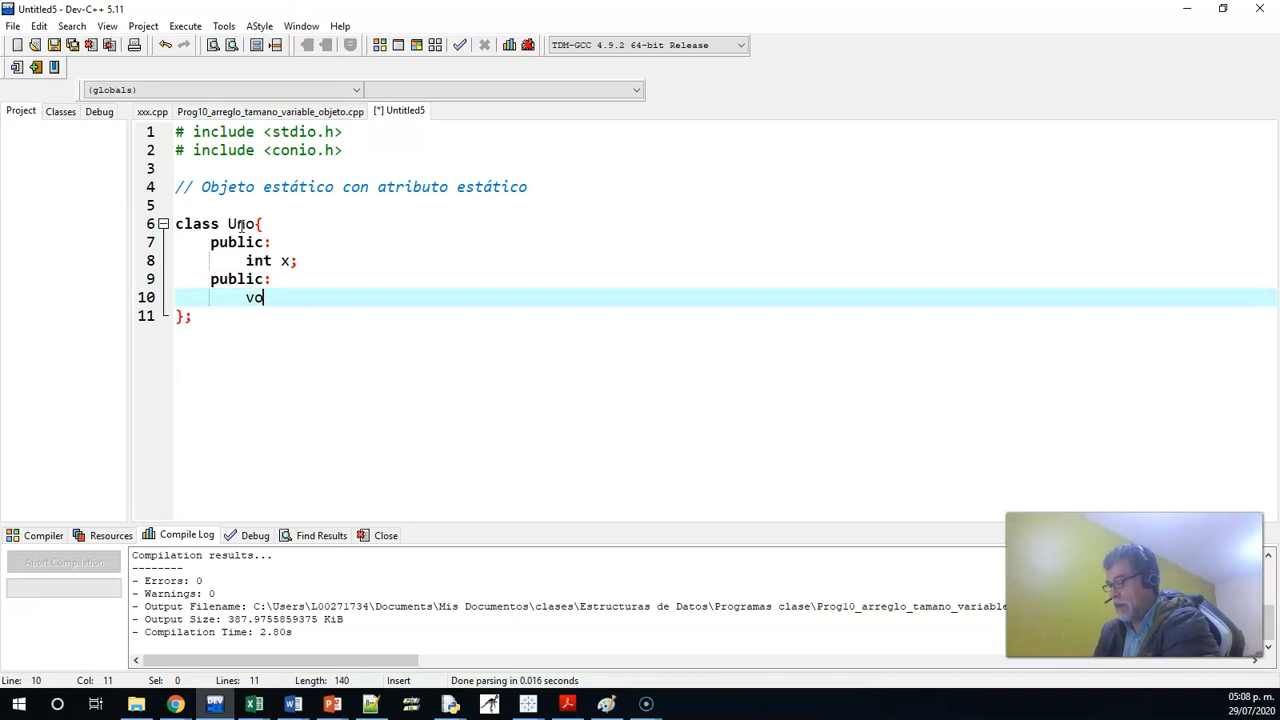 Untitled5 - Dev-C++ 5.11
File Edit Search View Project Execute Tools AStyle Window Help
TDM-GCC 4.9.2 64-bit Release
(globals)
Project Classes Debug xxx.cpp Prog10_arreglo_tamano_variable_objeto.cpp [*] Untitled5
1 # include <stdio.h>
2 # include <conio.h>
3
4 // Objeto estático con atributo estático
5
6 class Uno{
7 public:
8 int x;
9 public:
10 vo
11 };
Compiler Resources Compile Log Debug Find Results Close
Abort Compilation
Compilation results...
--------
- Errors: 0
- Warnings: 0
- Output Filename: C:\Users\L00271734\Documents\Mis Documentos\clases\Estructuras de Datos\Programas clase\Prog10_arreglo_tamano_variable
- Output Size: 387.9755859375 KiB
- Compilation Time: 2.80s
Line: 10 Col: 11 Sel: 0 Lines: 11 Length: 140 Insert Done parsing in 0.016 seconds
DEV
05:08 p. m.
29/07/2020